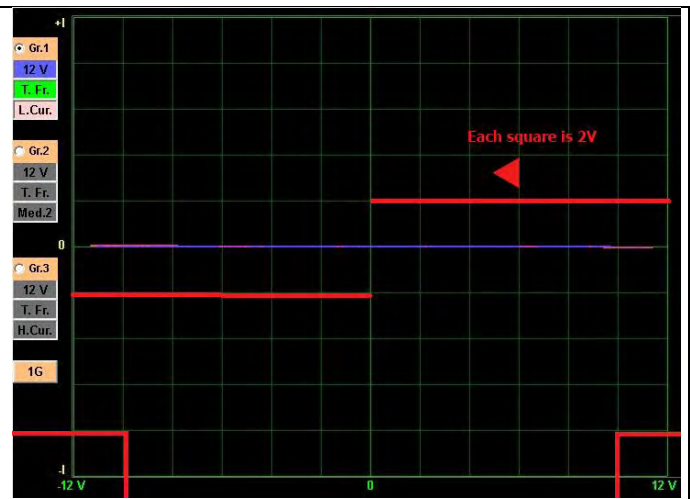 +I
Gr.1
12 V
T. Fr.
L.Cur.
Each square is 2V
Gr.2
12 V
T. Fr.
Med.2
0
Gr.3
12 V
T. Fr.
H.Cur.
1G
-I
-12 V 0 12 V